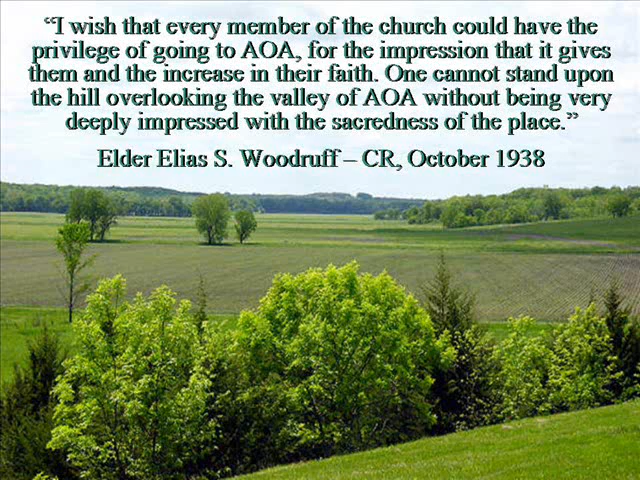 “I wish that every member of the church could have the
privilege of going to AOA, for the impression that it gives
them and the increase in their faith. One cannot stand upon
the hill overlooking the valley of AOA without being very
deeply impressed with the sacredness of the place.”
Elder Elias S. Woodruff – CR, October 1938